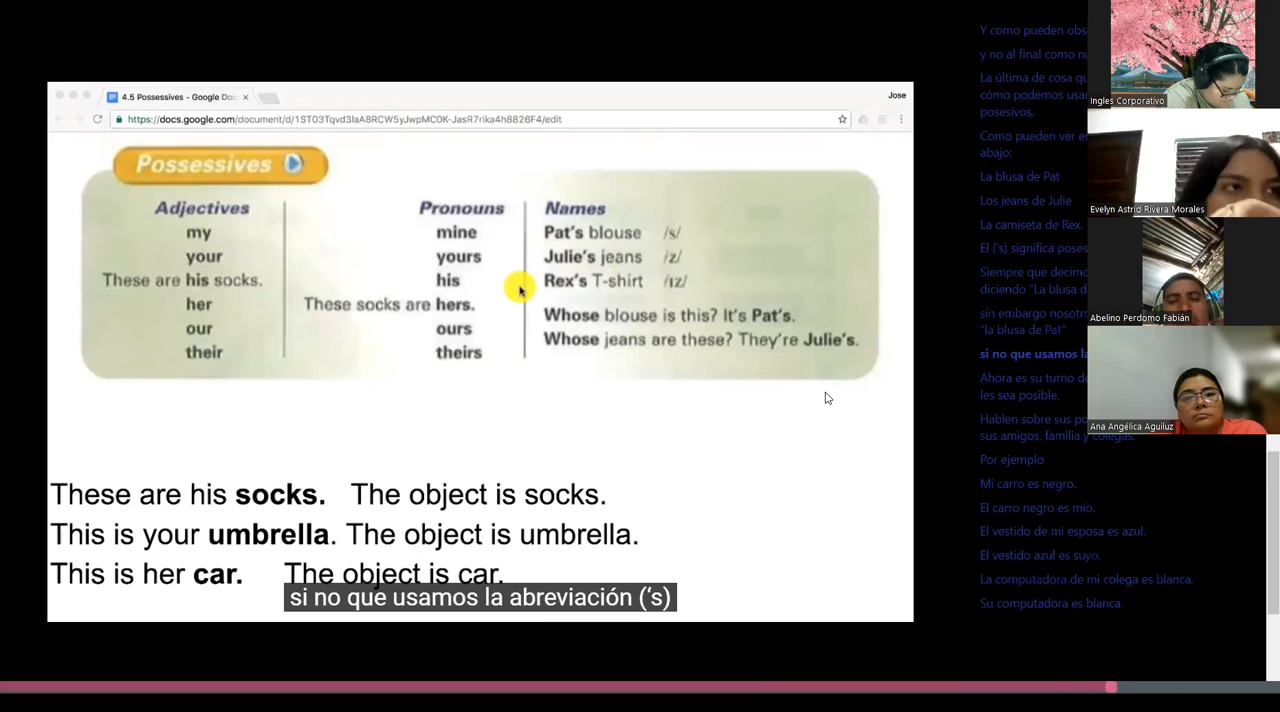 4.5 Possessives - Google Doc
Jose
https://docs.google.com/document/d/1ST03Tqvd3laA8RCW5yJwpMC0K-JasR7rika4h8826F4/edit
Possessives
Adjectives
my
your
These are his socks.
her
our
their
Pronouns
mine
yours
his
These socks are hers.
ours
theirs
Names
Pat's blouse /s/
Julie's jeans /z/
Rex's T-shirt /ɪz/
Whose blouse is this? It's Pat's.
Whose jeans are these? They're Julie's.
These are his socks. The object is socks.
This is your umbrella. The object is umbrella.
This is her car. The object is car.
si no que usamos la abreviación ('s)
Y como pueden obs
y no al final como nu
La última de cosa qu
cómo podemos usar
posesivos.
Como pueden ver en
abajo:
La blusa de Pat
Los jeans de Julie
La camiseta de Rex.
El ('s) significa poses
Siempre que decimo
diciendo "La blusa d
sin embargo nosotro
"la blusa de Pat"
si no que usamos la
Ahora es su turno de
les sea posible.
Hablen sobre sus po
sus amigos, familia y colegas.
Por ejemplo
Mi carro es negro.
El carro negro es mío.
El vestido de mi esposa es azul.
El vestido azul es suyo.
La computadora de mi colega es blanca.
Su computadora es blanca.
Ingles Corporativo
Evelyn Astrid Rivera Morales
Abelino Perdomo Fabián
Ana Angélica Aguiluz